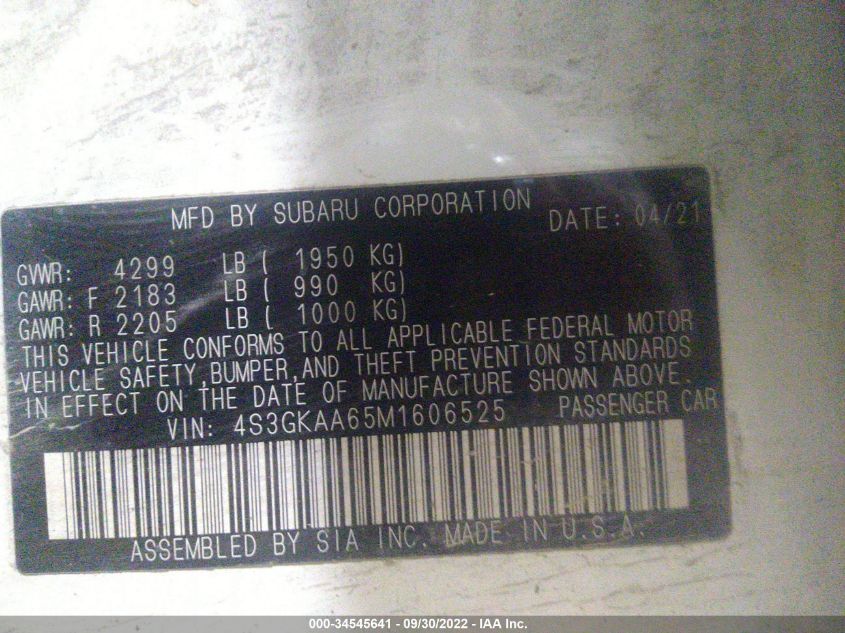 MFD BY SUBARU CORPORATION DATE: 04/21
GVWR: 4299 LB ( 1950 KG)
GAWR: F 2183 LB ( 990 KG)
GAWR: R 2205 LB ( 1000 KG)
THIS VEHICLE CONFORMS TO ALL APPLICABLE FEDERAL MOTOR
VEHICLE SAFETY,BUMPER,AND THEFT PREVENTION STANDARDS
IN EFFECT ON THE DATE OF MANUFACTURE SHOWN ABOVE.
VIN: 4S3GKAA65M1606525 PASSENGER CAR
ASSEMBLED BY SIA INC. MADE IN U.S.A.
000-34545641 - 09/30/2022 - IAA Inc.